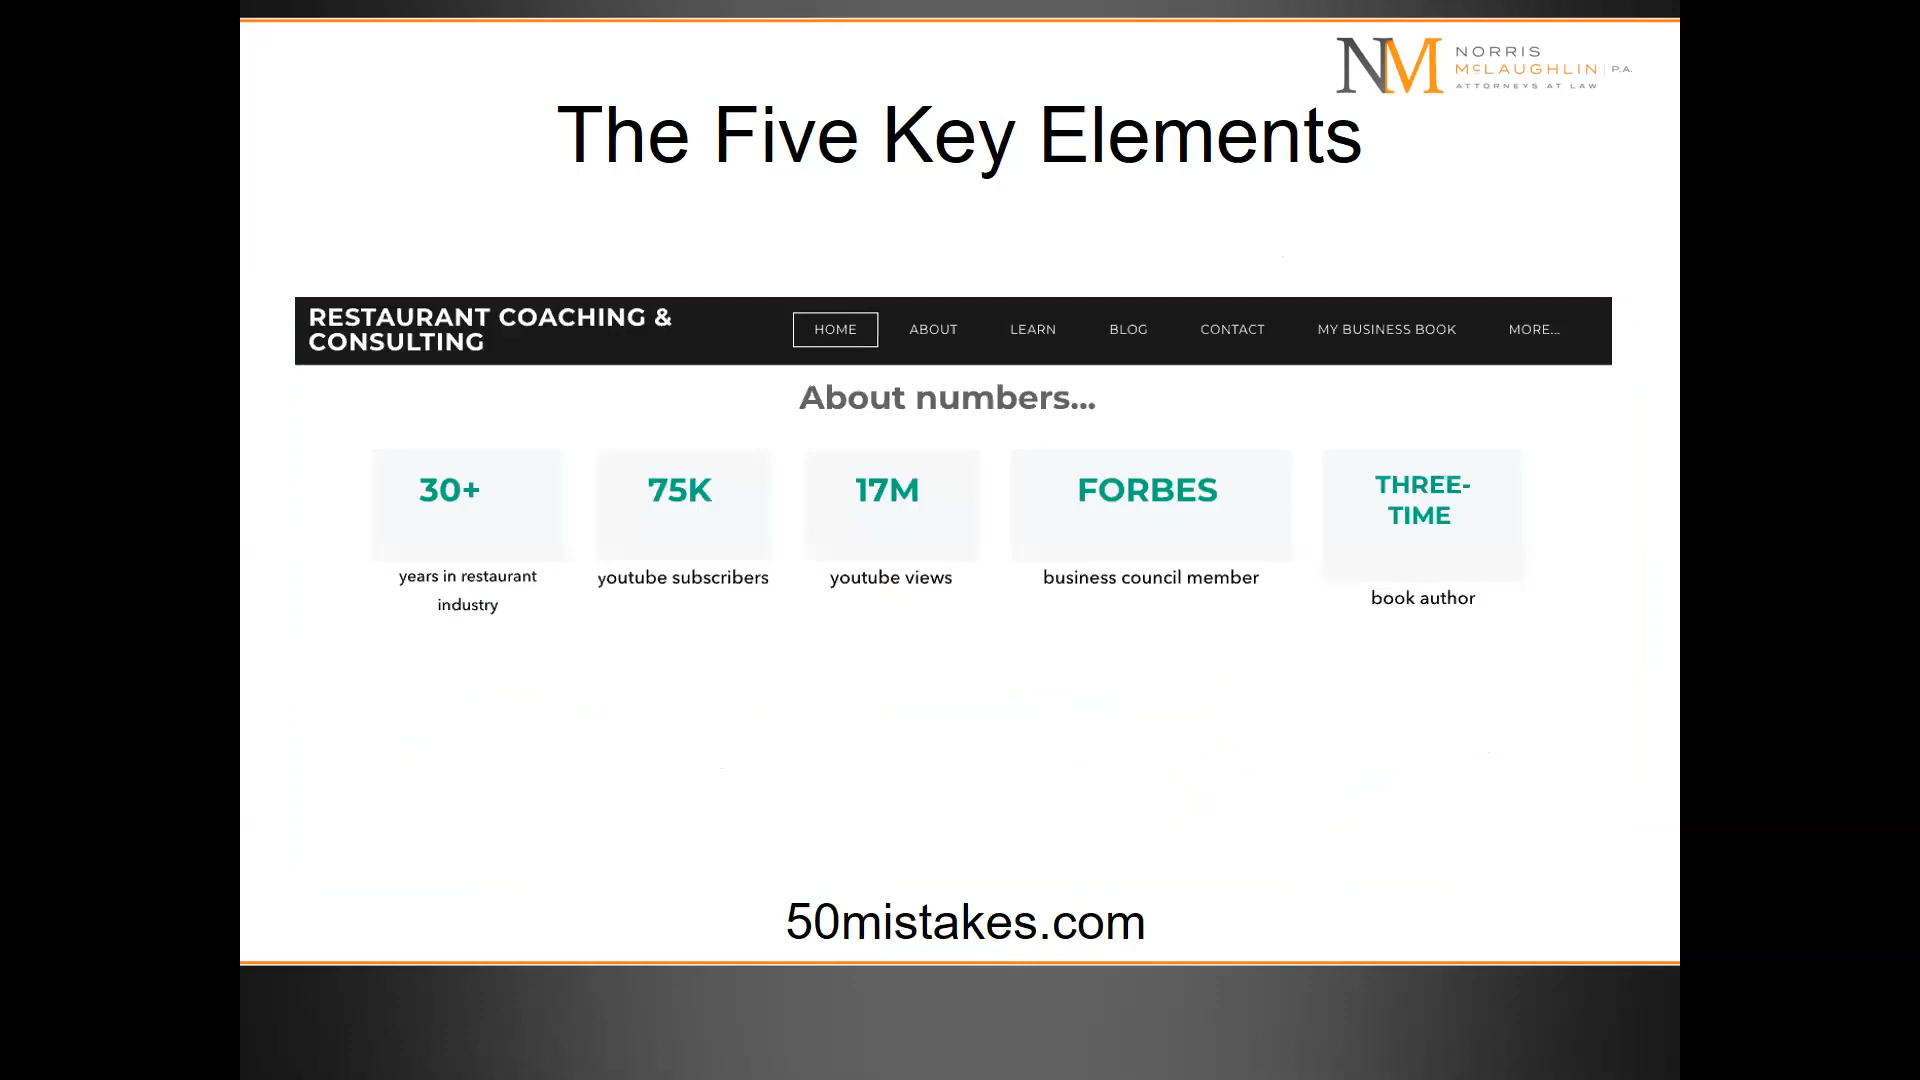 NORRIS
McLAUGHLIN P.A.
ATTORNEYS AT LAW
The Five Key Elements
RESTAURANT COACHING &
CONSULTING
HOME ABOUT LEARN BLOG CONTACT MY BUSINESS BOOK MORE...
About numbers...
30+
years in restaurant
industry
75K
youtube subscribers
17M
youtube views
FORBES
business council member
THREE-
TIME
book author
50mistakes.com